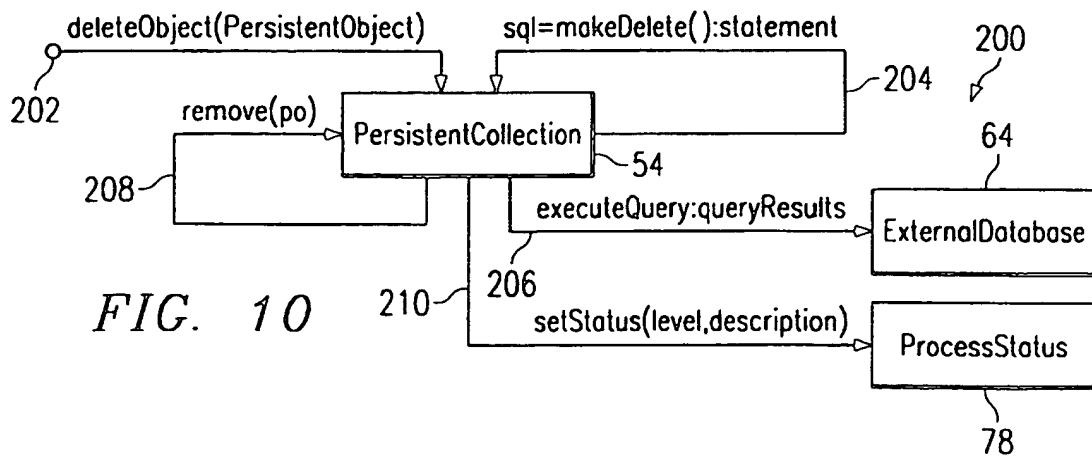 deleteObject(PersistentObject)
sql=makeDelete():statement
200
202
204
remove(po)
PersistentCollection
64
208
54
executeQuery:queryResults
ExternalDatabase
206
210
FIG. 10
setStatus(level,description)
ProcessStatus
78